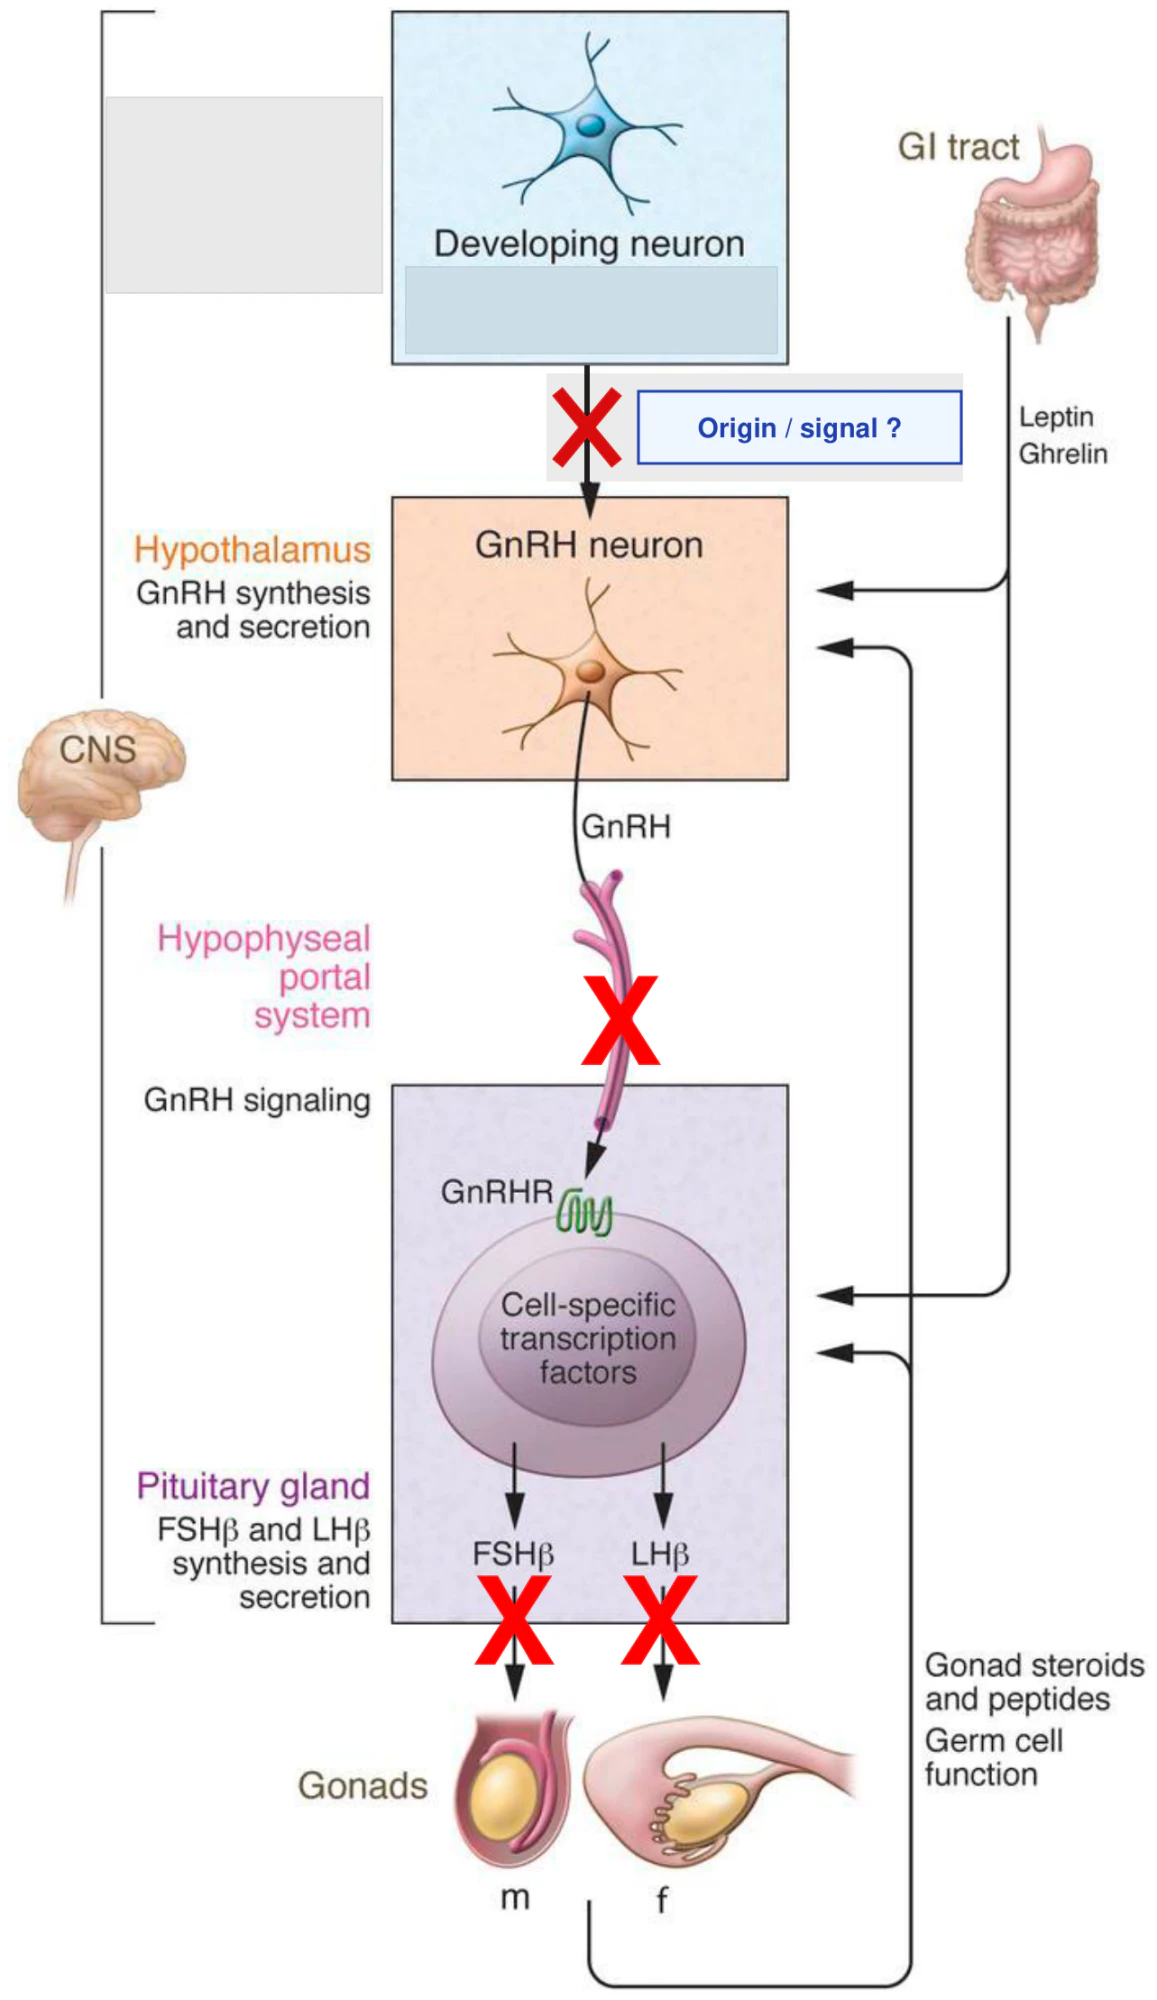 Developing neuron
GI tract
Origin / signal ?
Leptin
Ghrelin
Hypothalamus
GnRH synthesis
and secretion
GnRH neuron
CNS
GnRH
Hypophyseal
portal
system
GnRH signaling
GnRHR
Cell-specific
transcription
factors
Pituitary gland
FSHβ and LHβ
synthesis and
secretion
FSHβ
LHβ
Gonad steroids
and peptides
Germ cell
function
Gonads
m
f